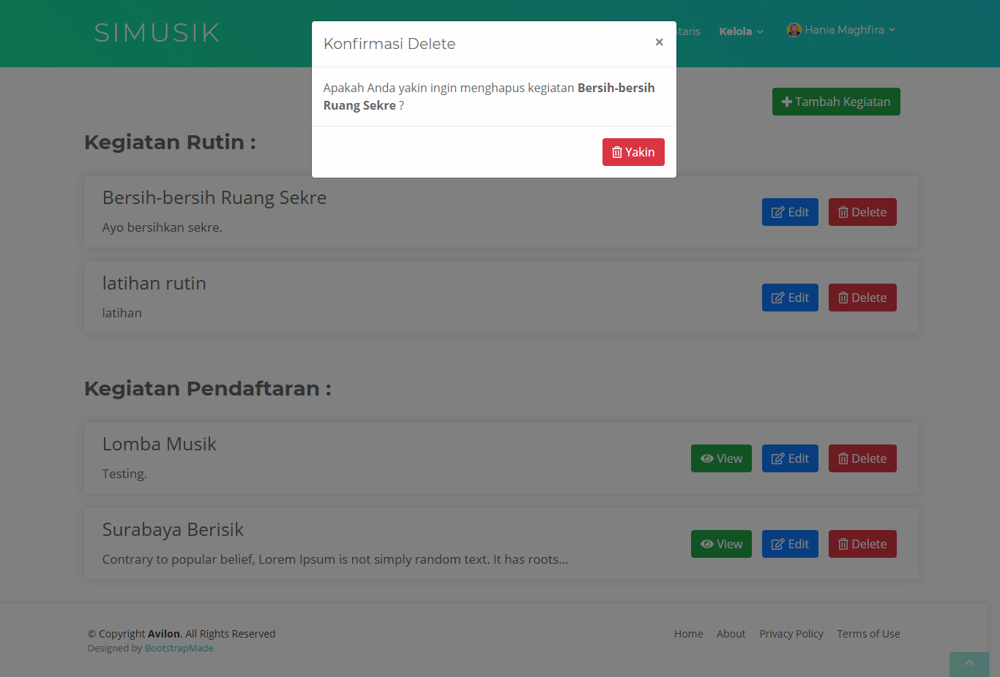 SIMUSIK
Kelola
Hania Maghfira
Konfirmasi Delete
×
Apakah Anda yakin ingin menghapus kegiatan Bersih-bersih
Ruang Sekre ?
Yakin
Tambah Kegiatan
Kegiatan Rutin :
Bersih-bersih Ruang Sekre
Ayo bersihkan sekre.
Edit
Delete
latihan rutin
latihan
Edit
Delete
Kegiatan Pendaftaran :
Lomba Musik
Testing.
View
Edit
Delete
Surabaya Berisik
Contrary to popular belief, Lorem Ipsum is not simply random text. It has roots...
View
Edit
Delete
© Copyright Avilon. All Rights Reserved
Designed by BootstrapMade
Home About Privacy Policy Terms of Use